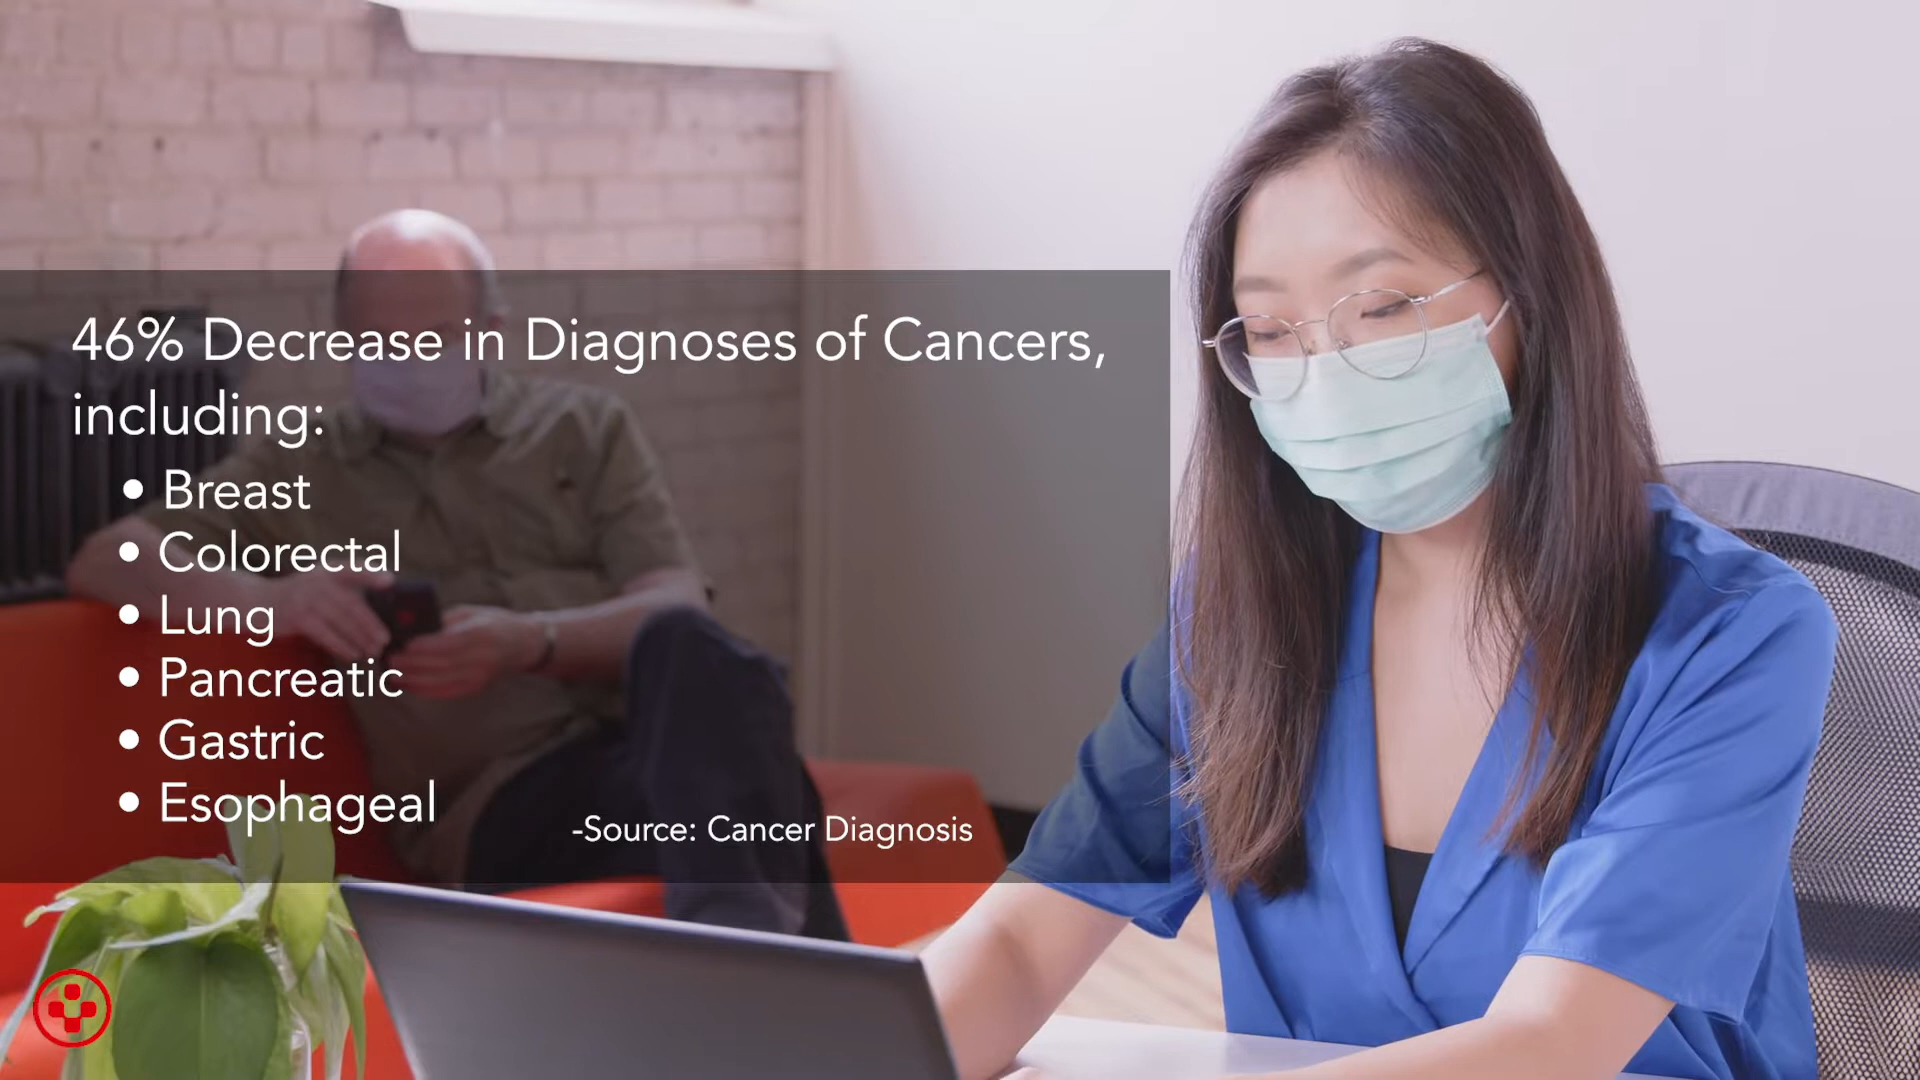 46% Decrease in Diagnoses of Cancers,
including:
• Breast
• Colorectal
• Lung
• Pancreatic
• Gastric
• Esophageal
-Source: Cancer Diagnosis